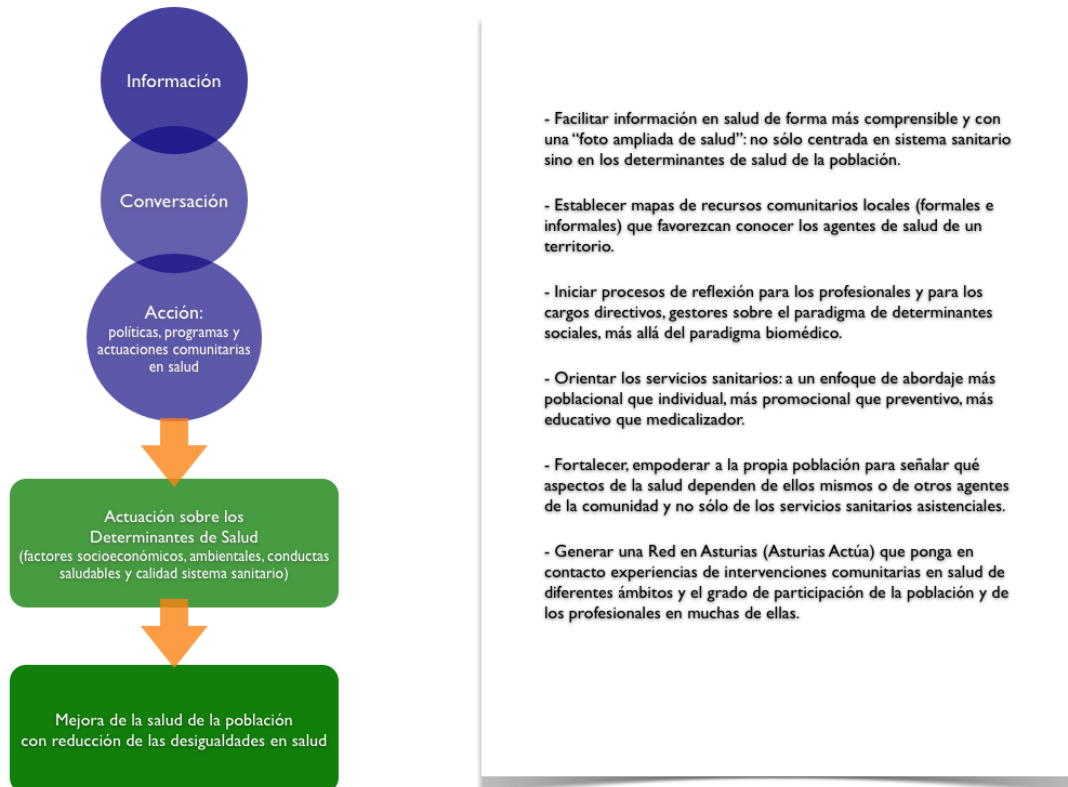 Información
Conversación
Acción:
políticas, programas y
actuaciones comunitarias
en salud
Actuación sobre los
Determinantes de Salud
(factores socioeconómicos, ambientales, conductas
saludables y calidad sistema sanitario)
Mejora de la salud de la población
con reducción de las desigualdades en salud
- Facilitar información en salud de forma más comprensible y con
una “foto ampliada de salud”: no sólo centrada en sistema sanitario
sino en los determinantes de salud de la población.
- Establecer mapas de recursos comunitarios locales (formales e
informales) que favorezcan conocer los agentes de salud de un
territorio.
- Iniciar procesos de reflexión para los profesionales y para los
cargos directivos, gestores sobre el paradigma de determinantes
sociales, más allá del paradigma biomédico.
- Orientar los servicios sanitarios: a un enfoque de abordaje más
poblacional que individual, más promocional que preventivo, más
educativo que medicalizador.
- Fortalecer, empoderar a la propia población para señalar qué
aspectos de la salud dependen de ellos mismos o de otros agentes
de la comunidad y no sólo de los servicios sanitarios asistenciales.
- Generar una Red en Asturias (Asturias Actúa) que ponga en
contacto experiencias de intervenciones comunitarias en salud de
diferentes ámbitos y el grado de participación de la población y de
los profesionales en muchas de ellas.